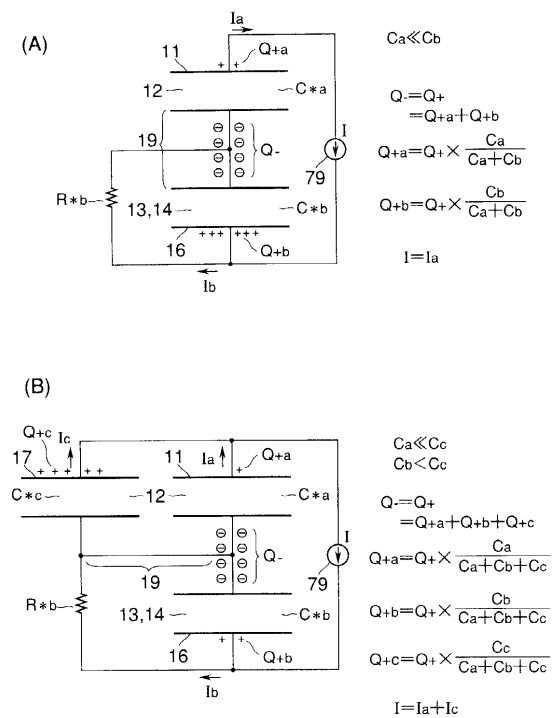 (A)
Ia
Q+a
11
+ +
12
C*a
19
⊖ ⊖
⊖ ⊖
⊖ ⊖
⊖ ⊖
Q-
I
79
R*b
13,14
C*b
16
+++ +++
Q+b
Ib
Ca≪Cb
Q-=Q+
=Q+a+Q+b
Q+a=Q+×Ca/(Ca+Cb)
Q+b=Q+×Cb/(Ca+Cb)
I=Ia
(B)
Q+c
Ic
17
+ + + + +
Ia
Q+a
11
+
C*c
12
C*a
⊖ ⊖
⊖ ⊖
⊖ ⊖
⊖ ⊖
Q-
I
79
19
R*b
13,14
C*b
16
+ +
Q+b
Ib
Ca≪Cc
Cb<Cc
Q-=Q+
=Q+a+Q+b+Q+c
Q+a=Q+×Ca/(Ca+Cb+Cc)
Q+b=Q+×Cb/(Ca+Cb+Cc)
Q+c=Q+×Cc/(Ca+Cb+Cc)
I=Ia+Ic